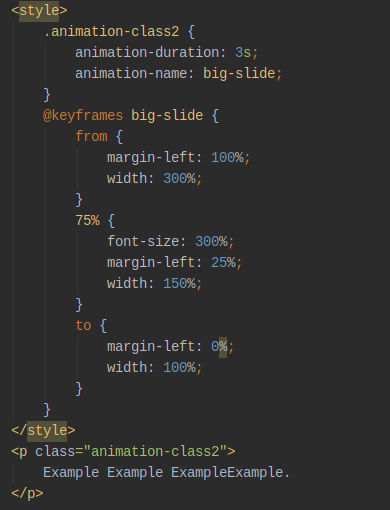 <style>
    .animation-class2 {
        animation-duration: 3s;
        animation-name: big-slide;
    }
    @keyframes big-slide {
        from {
            margin-left: 100%;
            width: 300%;
        }
        75% {
            font-size: 300%;
            margin-left: 25%;
            width: 150%;
        }
        to {
            margin-left: 0%;
            width: 100%;
        }
    }
</style>
<p class="animation-class2">
    Example Example ExampleExample.
</p>